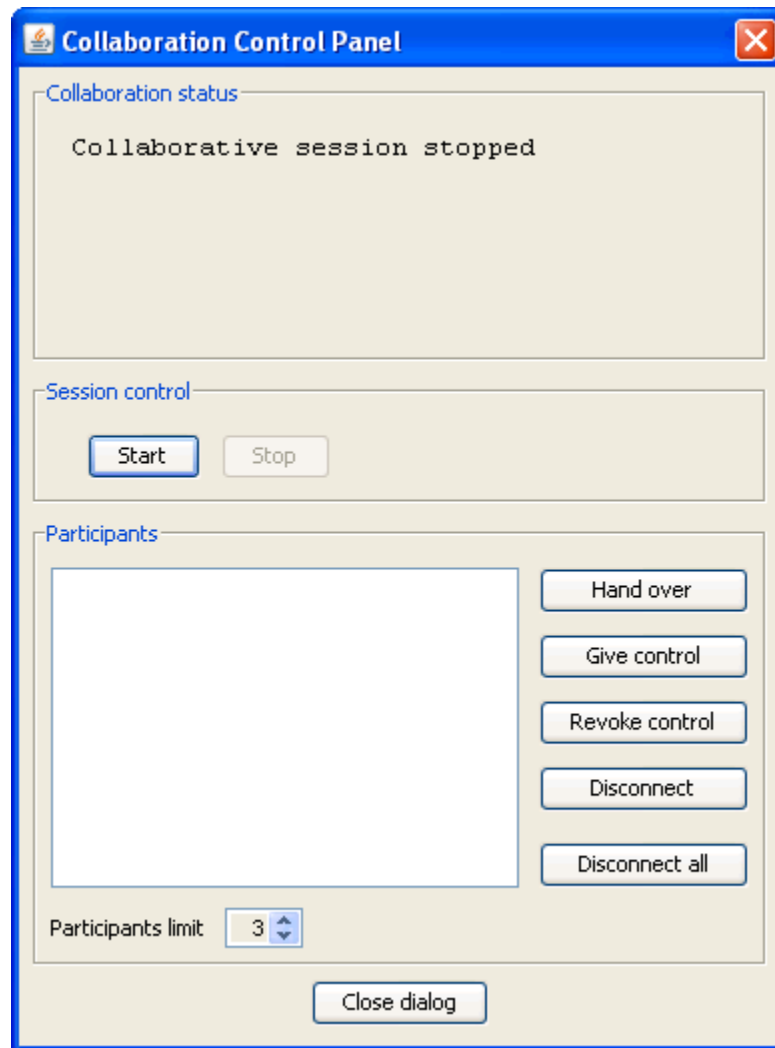 Collaboration Control Panel
Collaboration status
Collaborative session stopped
Session control
Start Stop
Participants
Hand over
Give control
Revoke control
Disconnect
Disconnect all
Participants limit 3
Close dialog